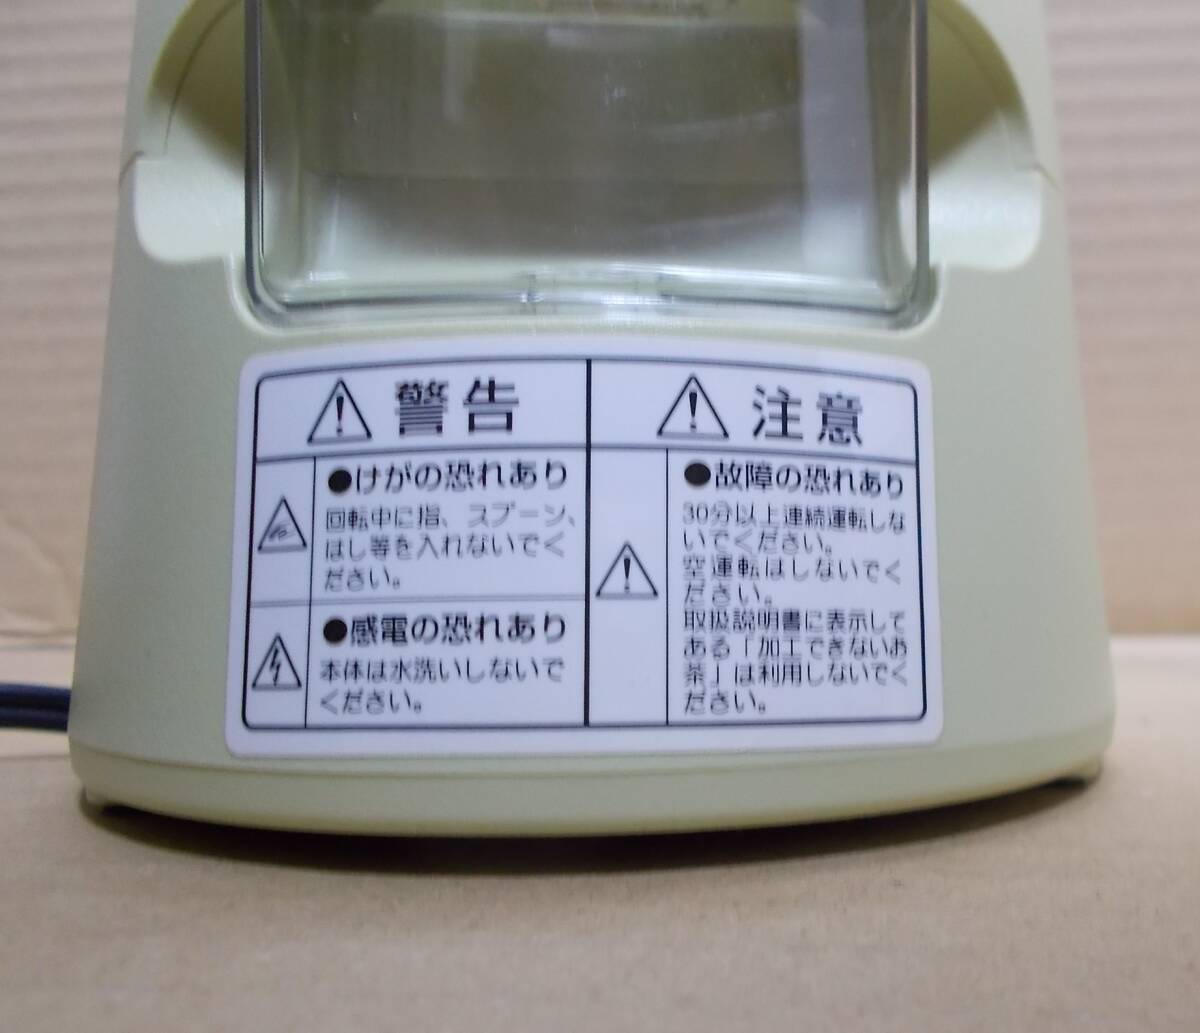 警告
●けがの恐れあり
回転中に指、スプーン、
はし等を入れないでく
ださい。
●感電の恐れあり
本体は水洗いしないで
ください。
注意
●故障の恐れあり
30分以上連続運転しな
いでください。
空運転はしないでく
ださい。
取扱説明書に表示して
ある「加工できないお
茶」は利用しないでく
ださい。